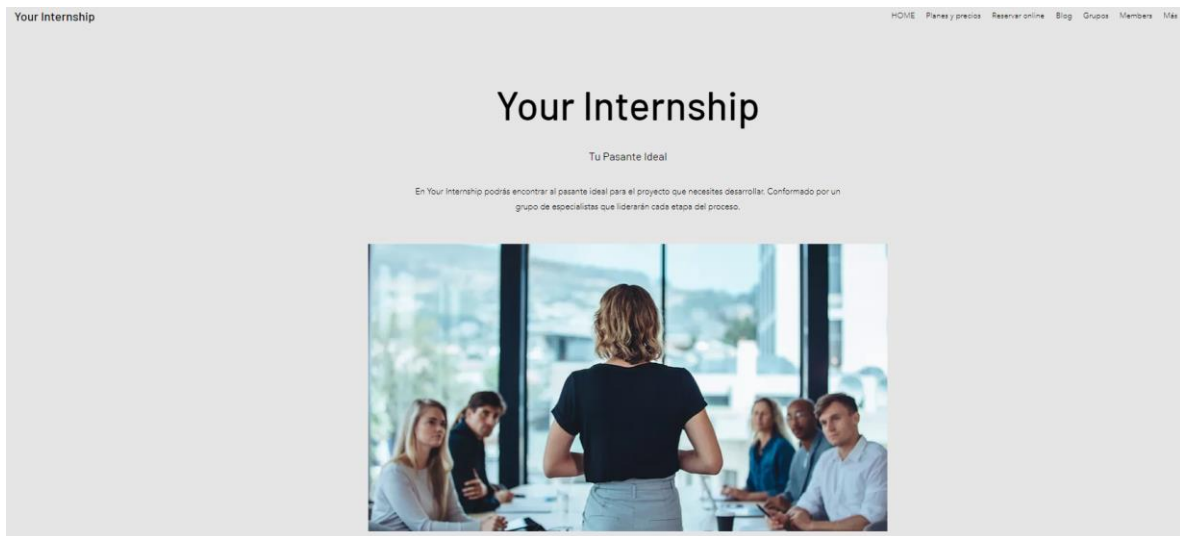 Your Internship
HOME Planes y precios Reservar online Blog Grupos Members Más
Your Internship
Tu Pasante Ideal
En Your Internship podrás encontrar al pasante ideal para el proyecto que necesites desarrollar. Conformado por un
grupo de especialistas que liderarán cada etapa del proceso.